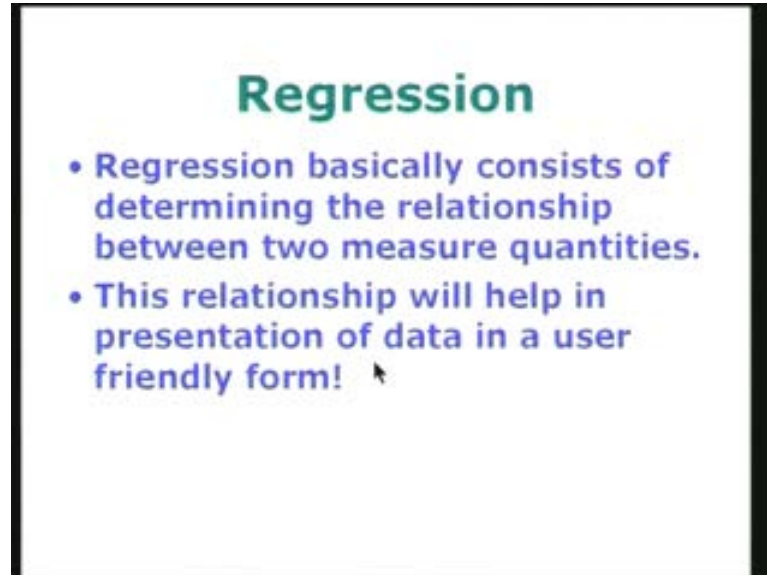 Regression
• Regression basically consists of
determining the relationship
between two measure quantities.
• This relationship will help in
presentation of data in a user
friendly form!